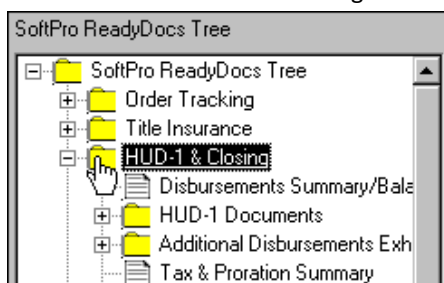 SoftPro ReadyDocs Tree
SoftPro ReadyDocs Tree
Order Tracking
Title Insurance
HUD-1 & Closing
Disbursements Summary/Bala
HUD-1 Documents
Additional Disbursements Exh
Tax & Proration Summary